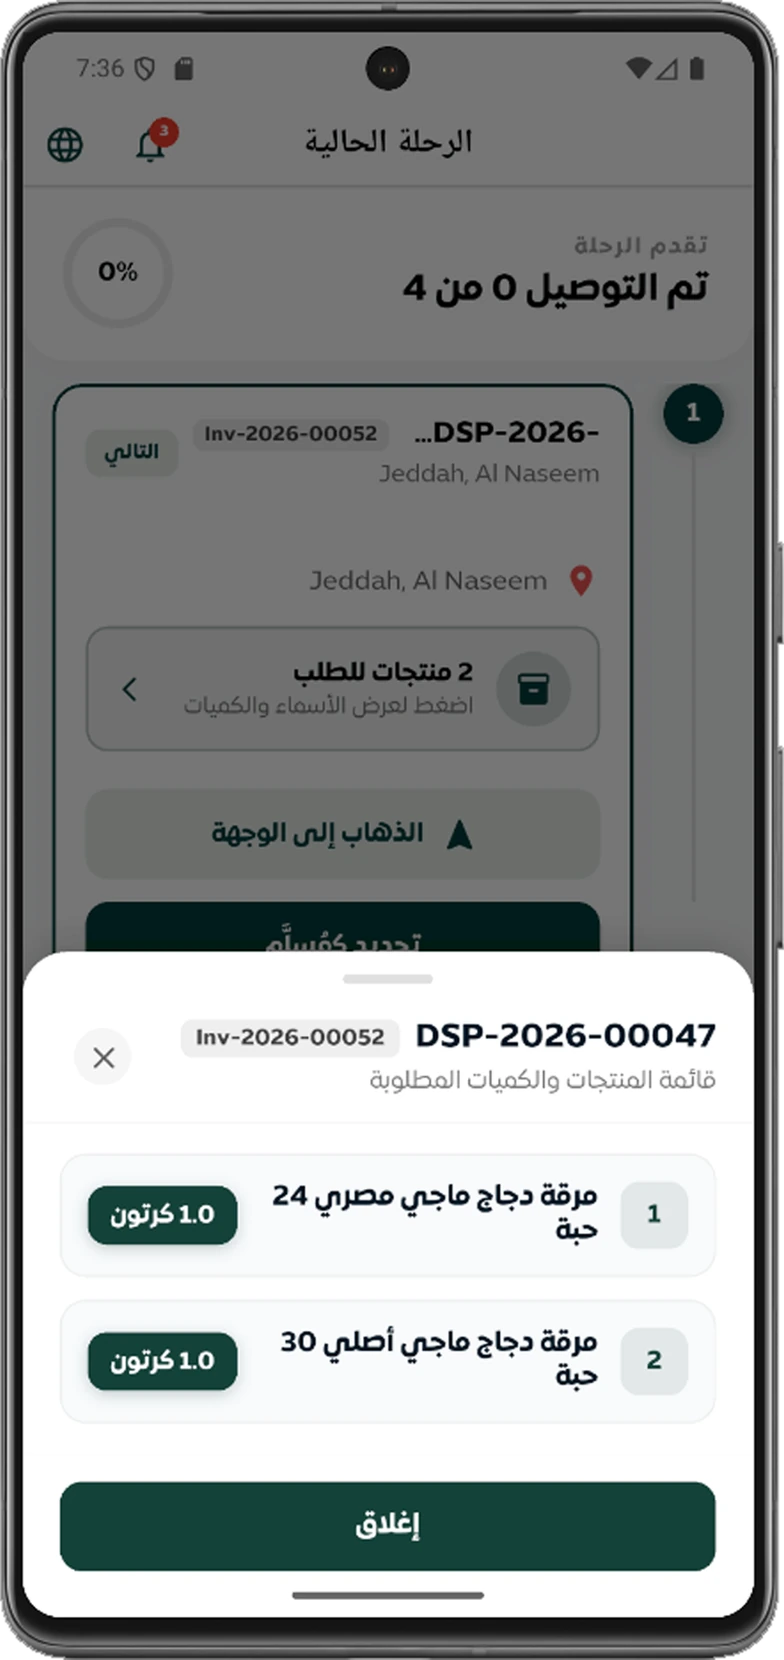 7:36
3
الرحلة الحالية
تقدم الرحلة
تم التوصيل 0 من 4
0%
1
DSP-2026-...
Inv-2026-00052
التالي
Jeddah, Al Naseem
Jeddah, Al Naseem
2 منتجات للطلب
اضغط لعرض الأسماء والكميات
الذهاب إلى الوجهة
تحديد كمُسلَّم
DSP-2026-00047
Inv-2026-00052
قائمة المنتجات والكميات المطلوبة
1
مرقة دجاج ماجي مصري 24
حبة
1.0 كرتون
2
مرقة دجاج ماجي أصلي 30
حبة
1.0 كرتون
إغلاق